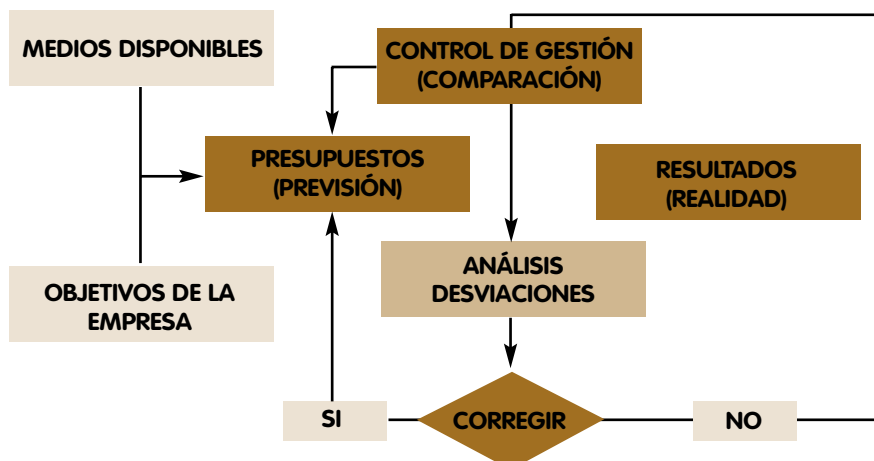 MEDIOS DISPONIBLES
CONTROL DE GESTIÓN
(COMPARACIÓN)
PRESUPUESTOS
(PREVISIÓN)
RESULTADOS
(REALIDAD)
OBJETIVOS DE LA
EMPRESA
ANÁLISIS
DESVIACIONES
SI
CORREGIR
NO